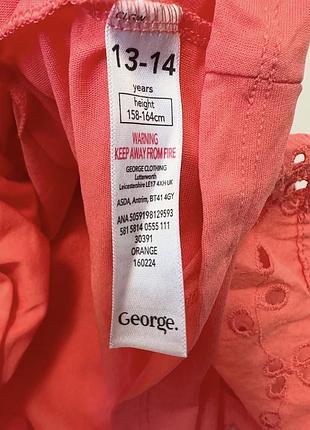 13-14
years
height
158-164cm
WARNING
KEEP AWAY FROM FIRE
GEORGE CLOTHING
Lutterworth
Leicestershire LE17 4XH UK
ASDA, Antrim, BT41 4GY
ANA 5059198129593
581 5814 0555 111
30391
ORANGE
160224
George.